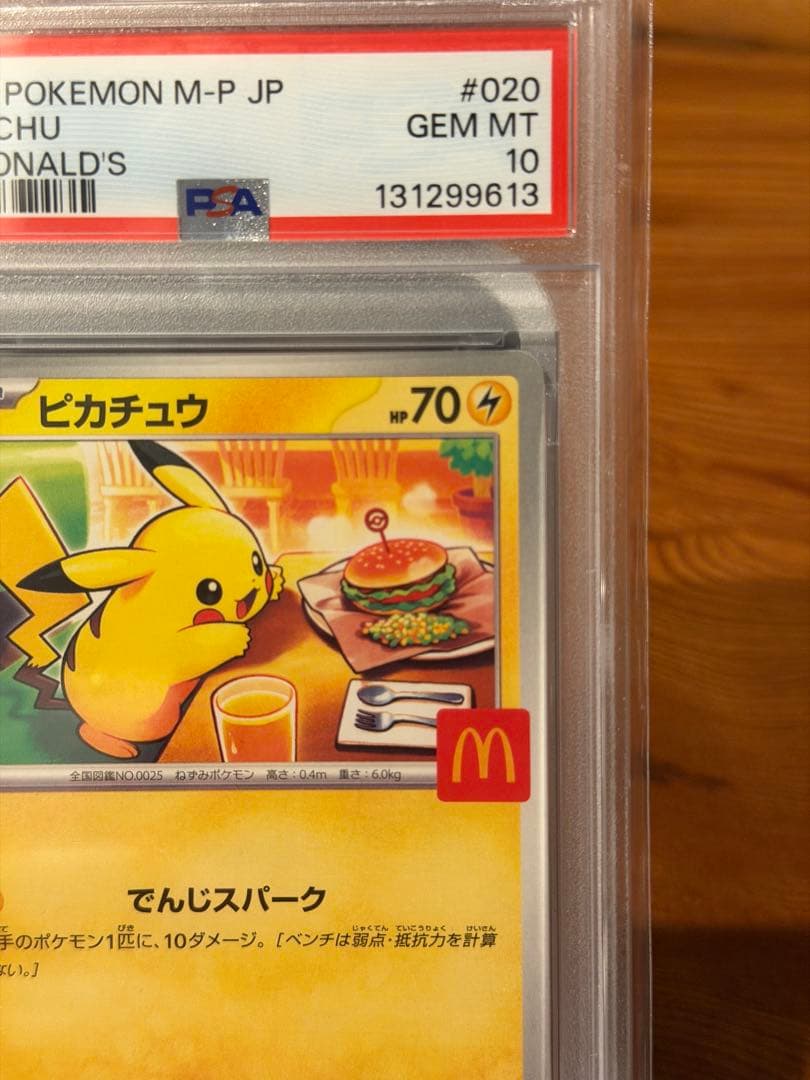 POKEMON M-P JP #020
CHU GEM MT
ONALD'S 10
PSA 131299613
ピカチュウ HP70
全国図鑑NO.0025 ねずみポケモン 高さ:0.4m 重さ:6.0kg
でんじスパーク
手のポケモン1匹に、10ダメージ。[ベンチは弱点・抵抗力を計算
ない。]